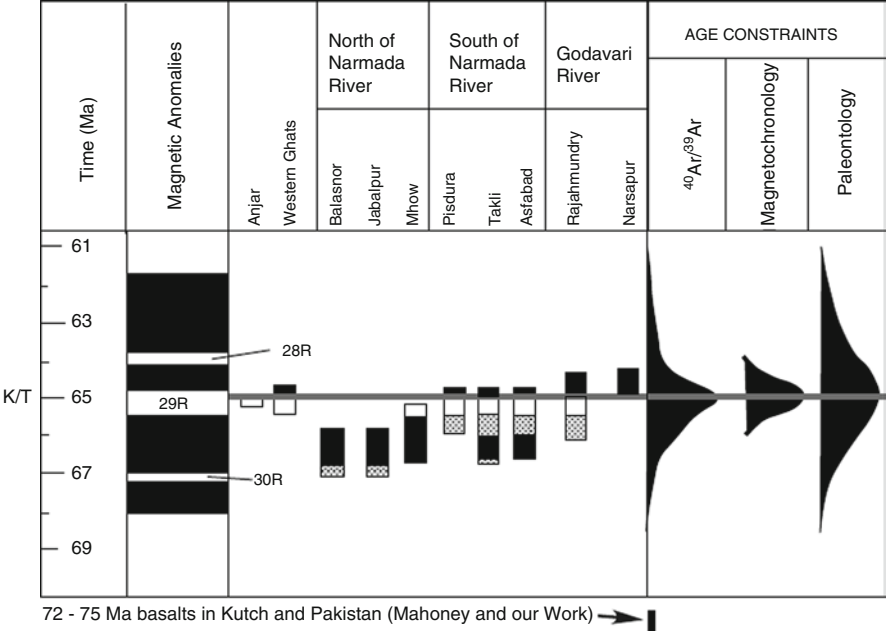 Time (Ma)
Magnetic Anomalies
Anjar
Western Ghats
North of
Narmada
River
Balasnor
Jabalpur
Mhow
South of
Narmada
River
Pisdura
Takli
Asfabad
Godavari
River
Rajahmundry
Narsapur
AGE CONSTRAINTS
⁴⁰Ar/³⁹Ar
Magnetochronology
Paleontology
61
63
28R
K/T
65
29R
67
30R
69
72 - 75 Ma basalts in Kutch and Pakistan (Mahoney and our Work)